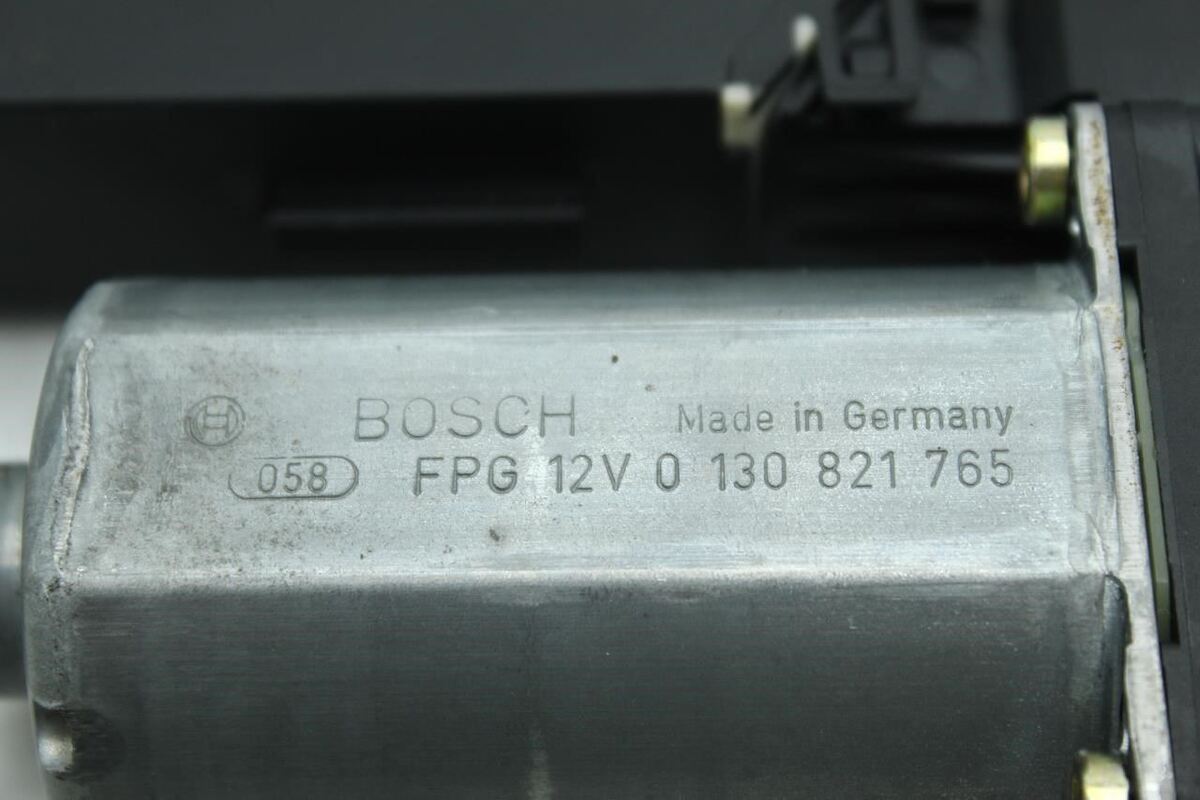 BOSCH Made in Germany
058 FPG 12V 0 130 821 765